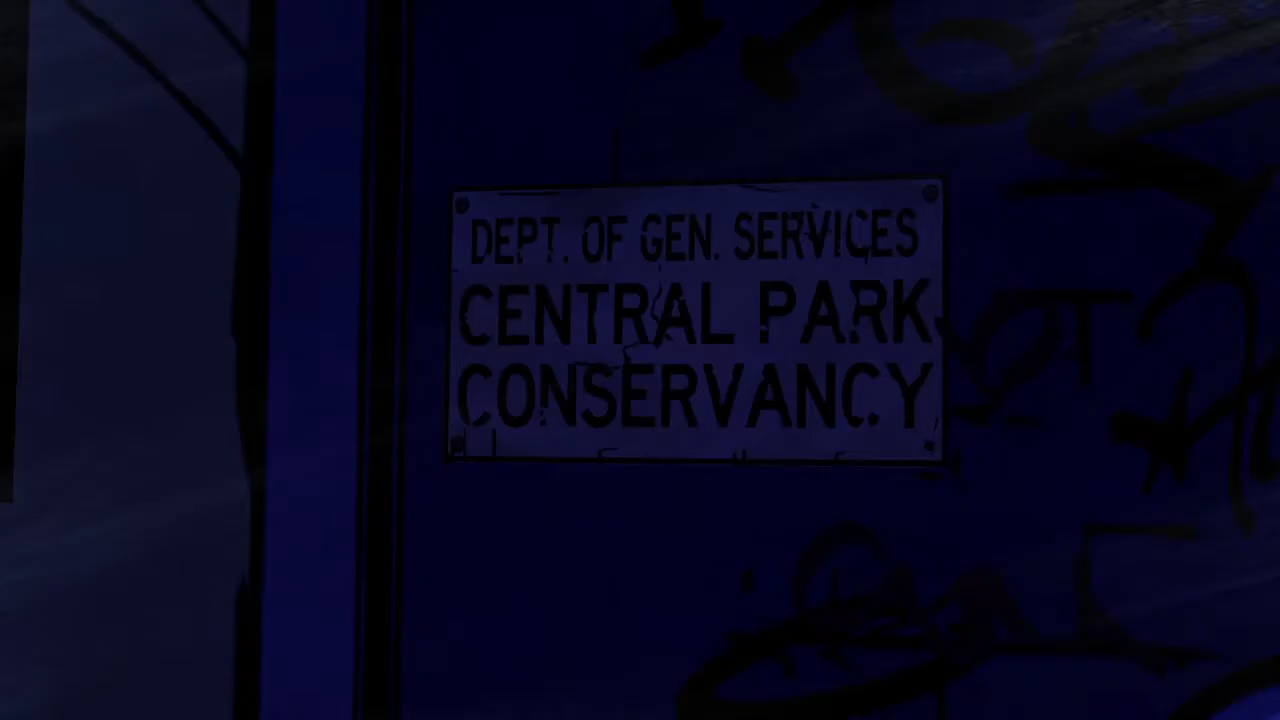 DEPT. OF GEN. SERVICES
CENTRAL PARK
CONSERVANCY